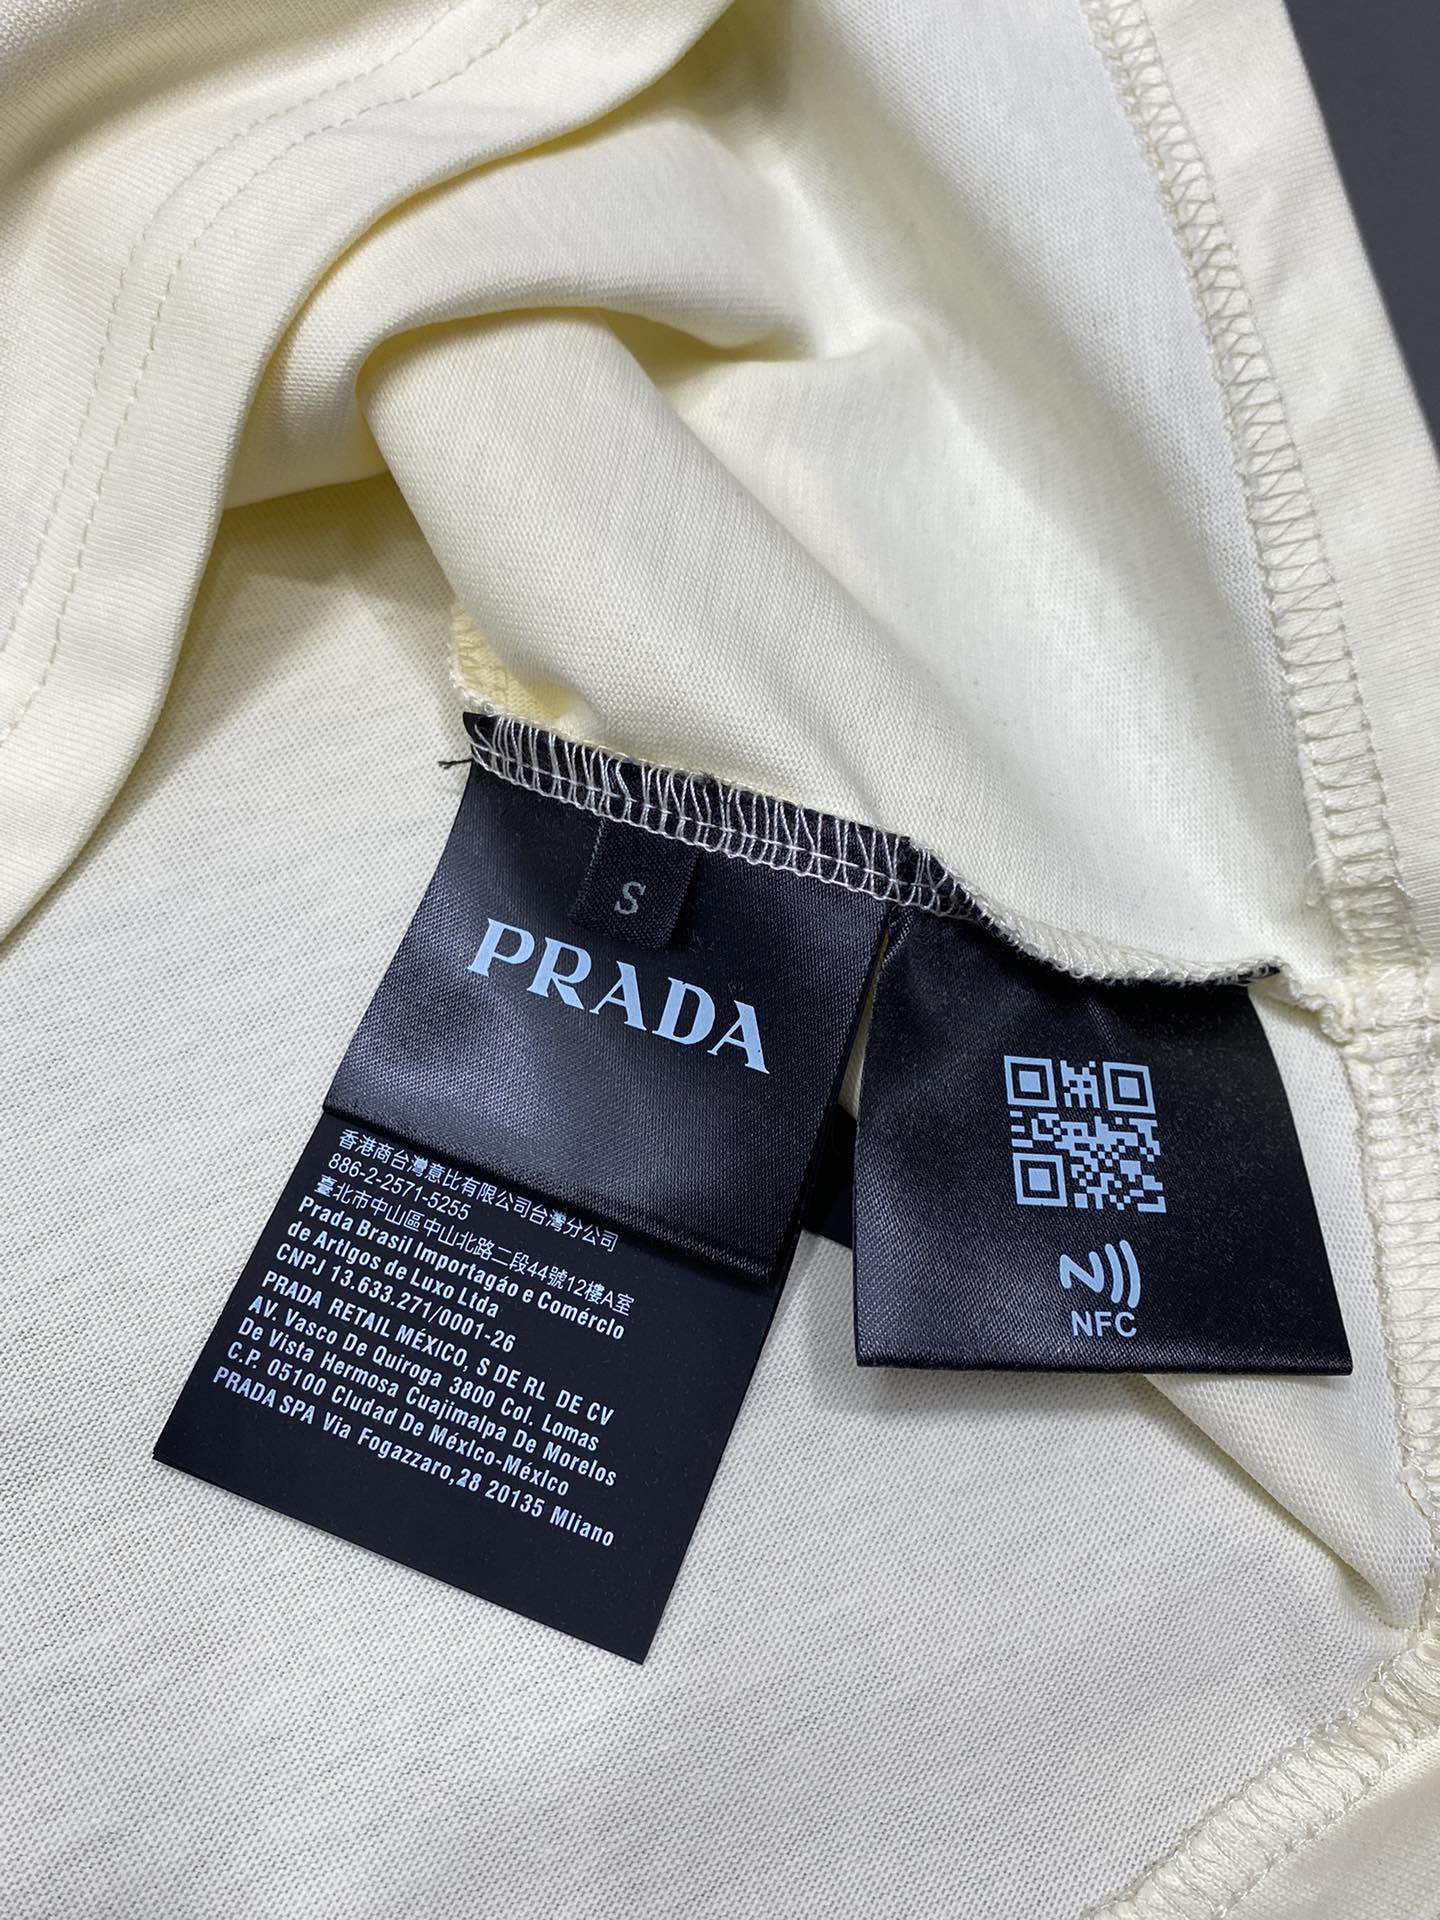 S
PRADA
香港商台灣意比有限公司台灣分公司
886-2-2571-5255
臺北市中山區中山北路二段44號12樓A室
Prada Brasil Importagáo e Comérclo
de Artlgos de Luxo Ltda
CNPJ 13.633.271/0001-26
PRADA RETAIL MÉXICO, S DE RL DE CV
AV. Vasco De Quiroga 3800 Col. Lomas
De Vista Hermosa Cuajimalpa De Morelos
C.P. 05100 Cludad De Méxlco-Méxlco
PRADA SPA Via Fogazzaro,28 20135 Mliano
NFC